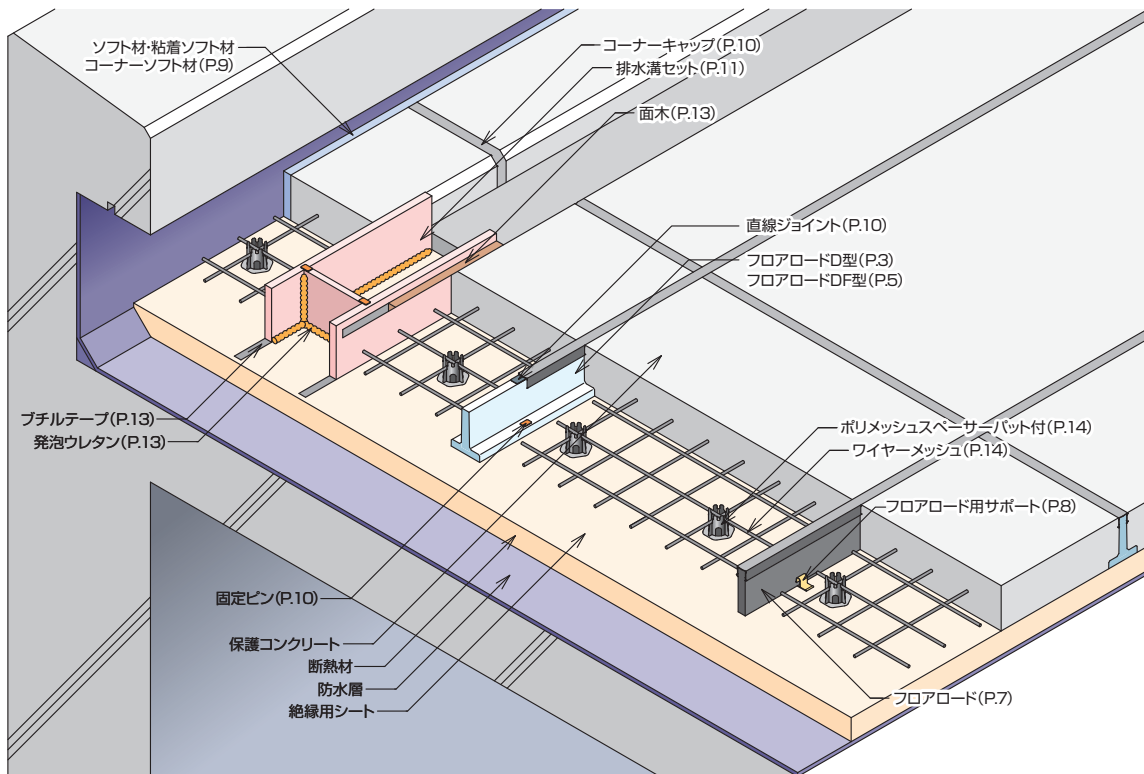 ソフト材・粘着ソフト材
コーナーソフト材(P.9)
コーナーキャップ(P.10)
排水溝セット(P.11)
面木(P.13)
直線ジョイント(P.10)
フロアロードD型(P.3)
フロアロードDF型(P.5)
ブチルテープ(P.13)
発泡ウレタン(P.13)
ポリメッシュスペーサーパット付(P.14)
ワイヤーメッシュ(P.14)
フロアロード用サポート(P.8)
固定ピン(P.10)
保護コンクリート
断熱材
防水層
絶縁用シート
フロアロード(P.7)